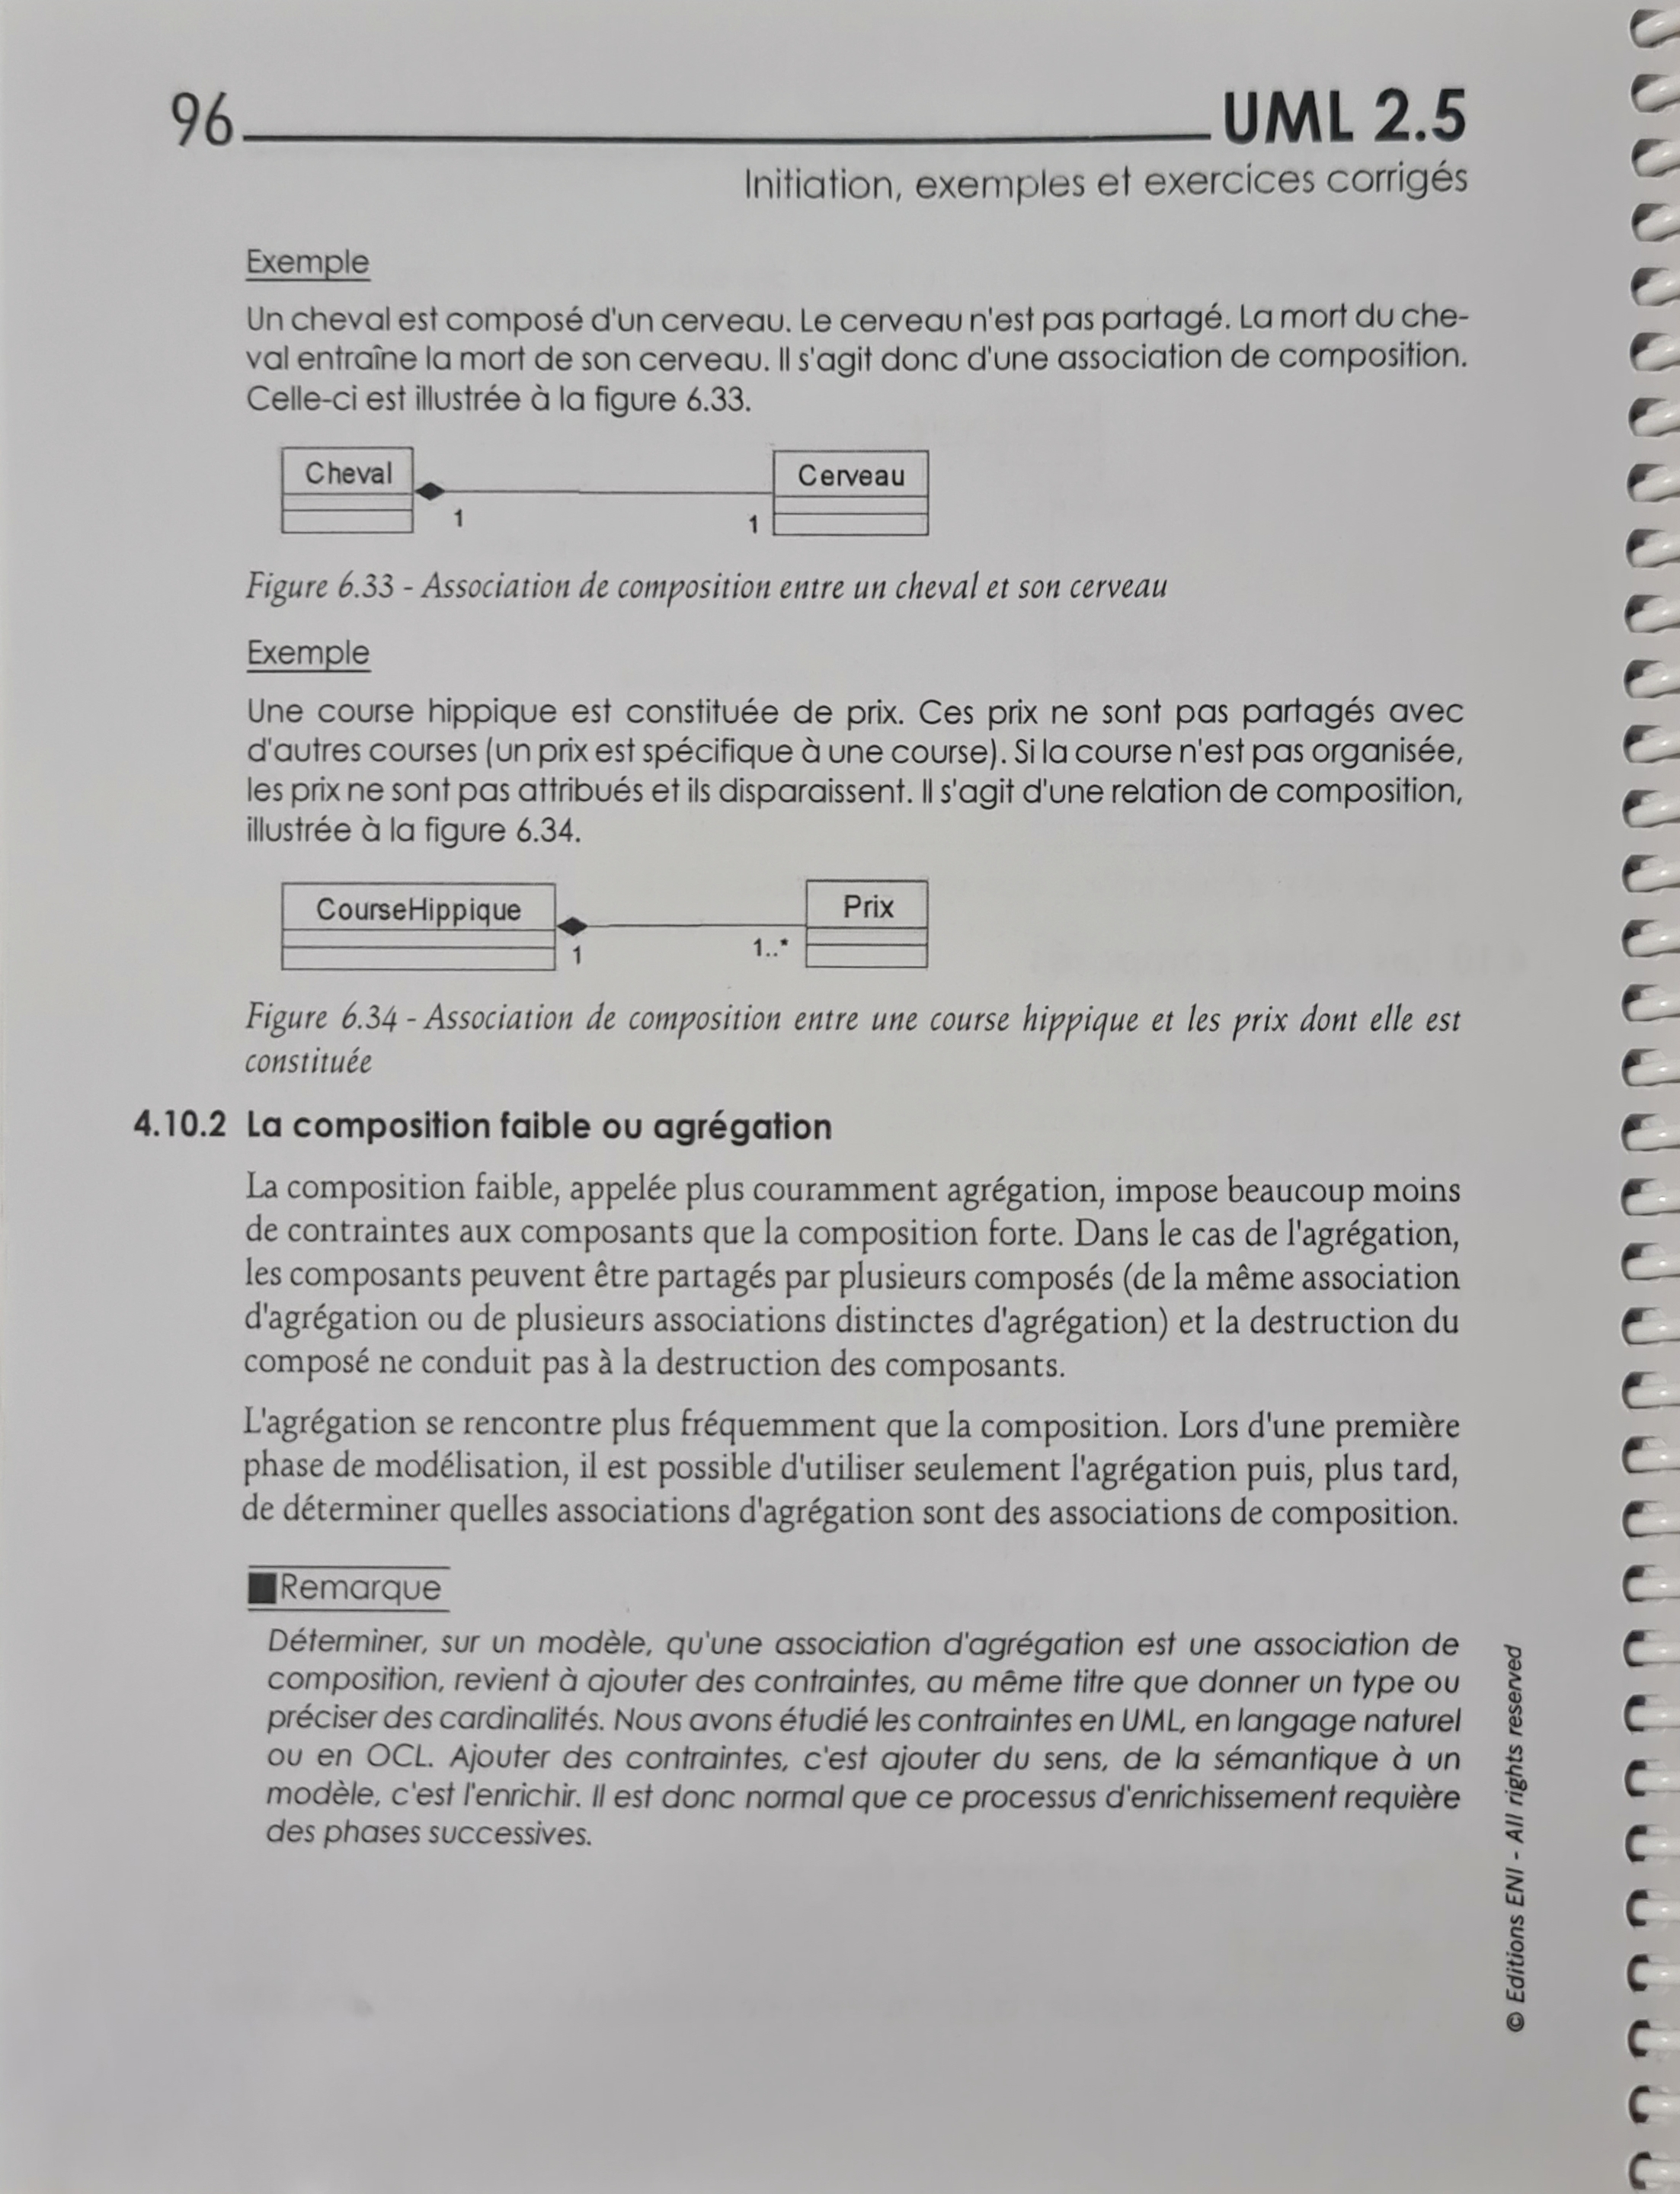 96 UML 2.5
Initiation, exemples et exercices corrigés
Exemple
Un cheval est composé d'un cerveau. Le cerveau n'est pas partagé. La mort du che-
val entraîne la mort de son cerveau. Il s'agit donc d'une association de composition.
Celle-ci est illustrée à la figure 6.33.
Cheval Cerveau
1 1
Figure 6.33 - Association de composition entre un cheval et son cerveau
Exemple
Une course hippique est constituée de prix. Ces prix ne sont pas partagés avec
d'autres courses (un prix est spécifique à une course). Si la course n'est pas organisée,
les prix ne sont pas attribués et ils disparaissent. Il s'agit d'une relation de composition,
illustrée à la figure 6.34.
CourseHippique Prix
1 1..*
Figure 6.34 - Association de composition entre une course hippique et les prix dont elle est
constituée
4.10.2 La composition faible ou agrégation
La composition faible, appelée plus couramment agrégation, impose beaucoup moins
de contraintes aux composants que la composition forte. Dans le cas de l'agrégation,
les composants peuvent être partagés par plusieurs composés (de la même association
d'agrégation ou de plusieurs associations distinctes d'agrégation) et la destruction du
composé ne conduit pas à la destruction des composants.
L'agrégation se rencontre plus fréquemment que la composition. Lors d'une première
phase de modélisation, il est possible d'utiliser seulement l'agrégation puis, plus tard,
de déterminer quelles associations d'agrégation sont des associations de composition.
Remarque
Déterminer, sur un modèle, qu'une association d'agrégation est une association de
composition, revient à ajouter des contraintes, au même titre que donner un type ou
préciser des cardinalités. Nous avons étudié les contraintes en UML, en langage naturel
ou en OCL. Ajouter des contraintes, c'est ajouter du sens, de la sémantique à un
modèle, c'est l'enrichir. Il est donc normal que ce processus d'enrichissement requière
des phases successives.
© Editions ENI - All rights reserved